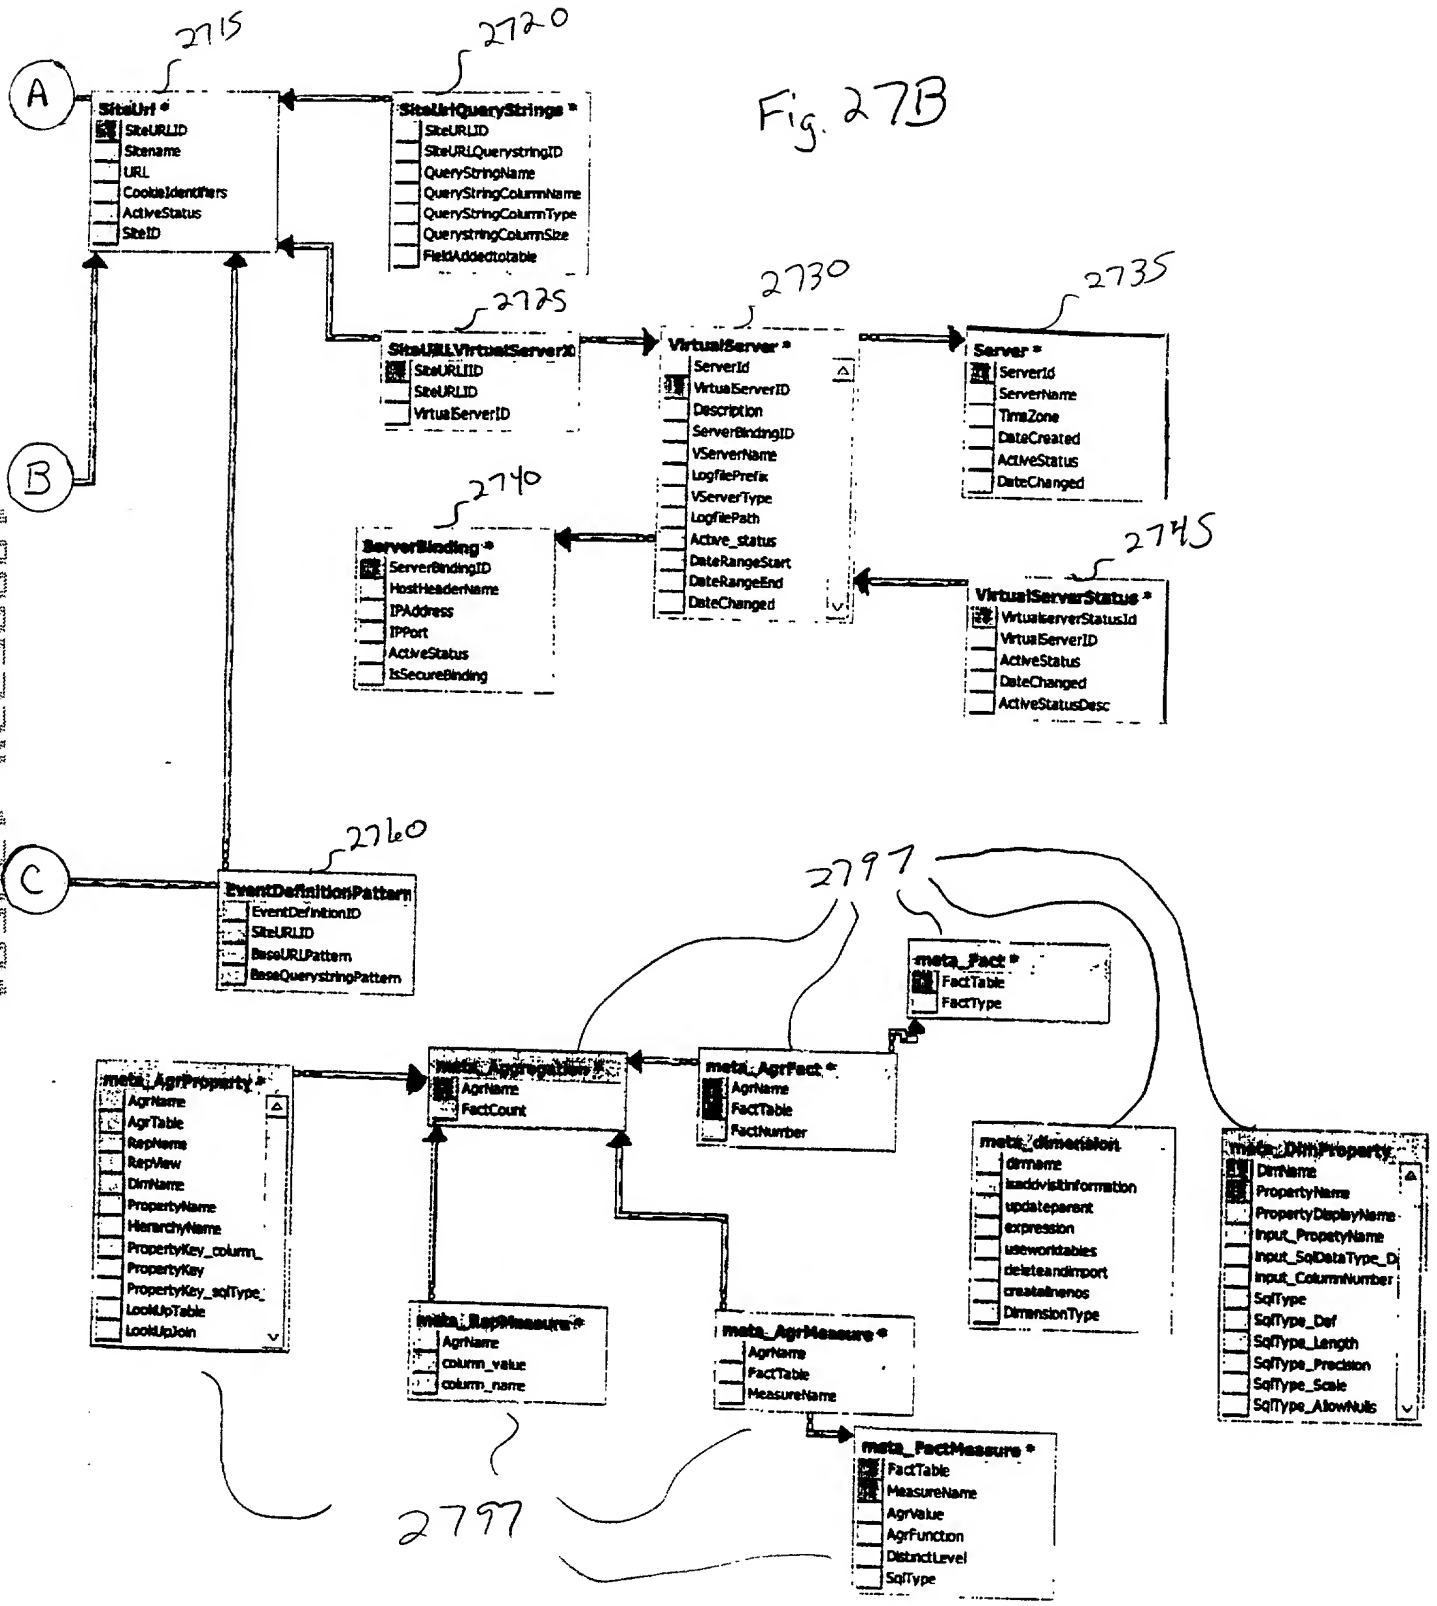 2715
2720
Fig. 27B
A
SiteUrl *
SiteURLID
Sitename
URL
CookieIdentifiers
ActiveStatus
SiteID
SiteUrlQueryStrings *
SiteURLID
SiteURLQuerystringID
QueryStringName
QueryStringColumnName
QueryStringColumnType
QuerystringColumnSize
FieldAddedtotable
2725
2730
2735
SiteURLVirtualServerX
SiteURLIID
SiteURLID
VirtualServerID
VirtualServer *
ServerId
VirtualServerID
Description
ServerBindingID
VServerName
LogfilePrefix
VServerType
LogfilePath
Active_status
DateRangeStart
DateRangeEnd
DateChanged
Server *
ServerId
ServerName
TimeZone
DateCreated
ActiveStatus
DateChanged
B
2740
ServerBinding *
ServerBindingID
HostHeaderName
IPAddress
IPPort
ActiveStatus
IsSecureBinding
2745
VirtualServerStatus *
VirtualserverStatusId
VirtualServerID
ActiveStatus
DateChanged
ActiveStatusDesc
2760
C
EventDefinitionPattern
EventDefinitionID
SiteURLID
BaseURLPattern
BaseQuerystringPattern
2797
meta_Fact *
FactTable
FactType
meta_AgrProperty *
AgrName
AgrTable
RepName
RepView
DimName
PropertyName
HierarchyName
PropertyKey_column_
PropertyKey
PropertyKey_sqlType_
LookUpTable
LookUpJoin
meta_Aggregation *
AgrName
FactCount
meta_AgrFact *
AgrName
FactTable
FactNumber
meta_dimension
dimname
isaddvisitinformation
updateparent
expression
useworktables
deleteandimport
createlinenos
DimensionType
meta_DimProperty
DimName
PropertyName
PropertyDisplayName
Input_PropetyName
Input_SqlDataType_D
Input_ColumnNumber
SqlType
SqlType_Def
SqlType_Length
SqlType_Precision
SqlType_Scale
SqlType_AllowNulls
meta_RepMeasure *
AgrName
column_value
column_name
meta_AgrMeasure *
AgrName
FactTable
MeasureName
meta_FactMeasure *
FactTable
MeasureName
AgrValue
AgrFunction
DistinctLevel
SqlType
2797